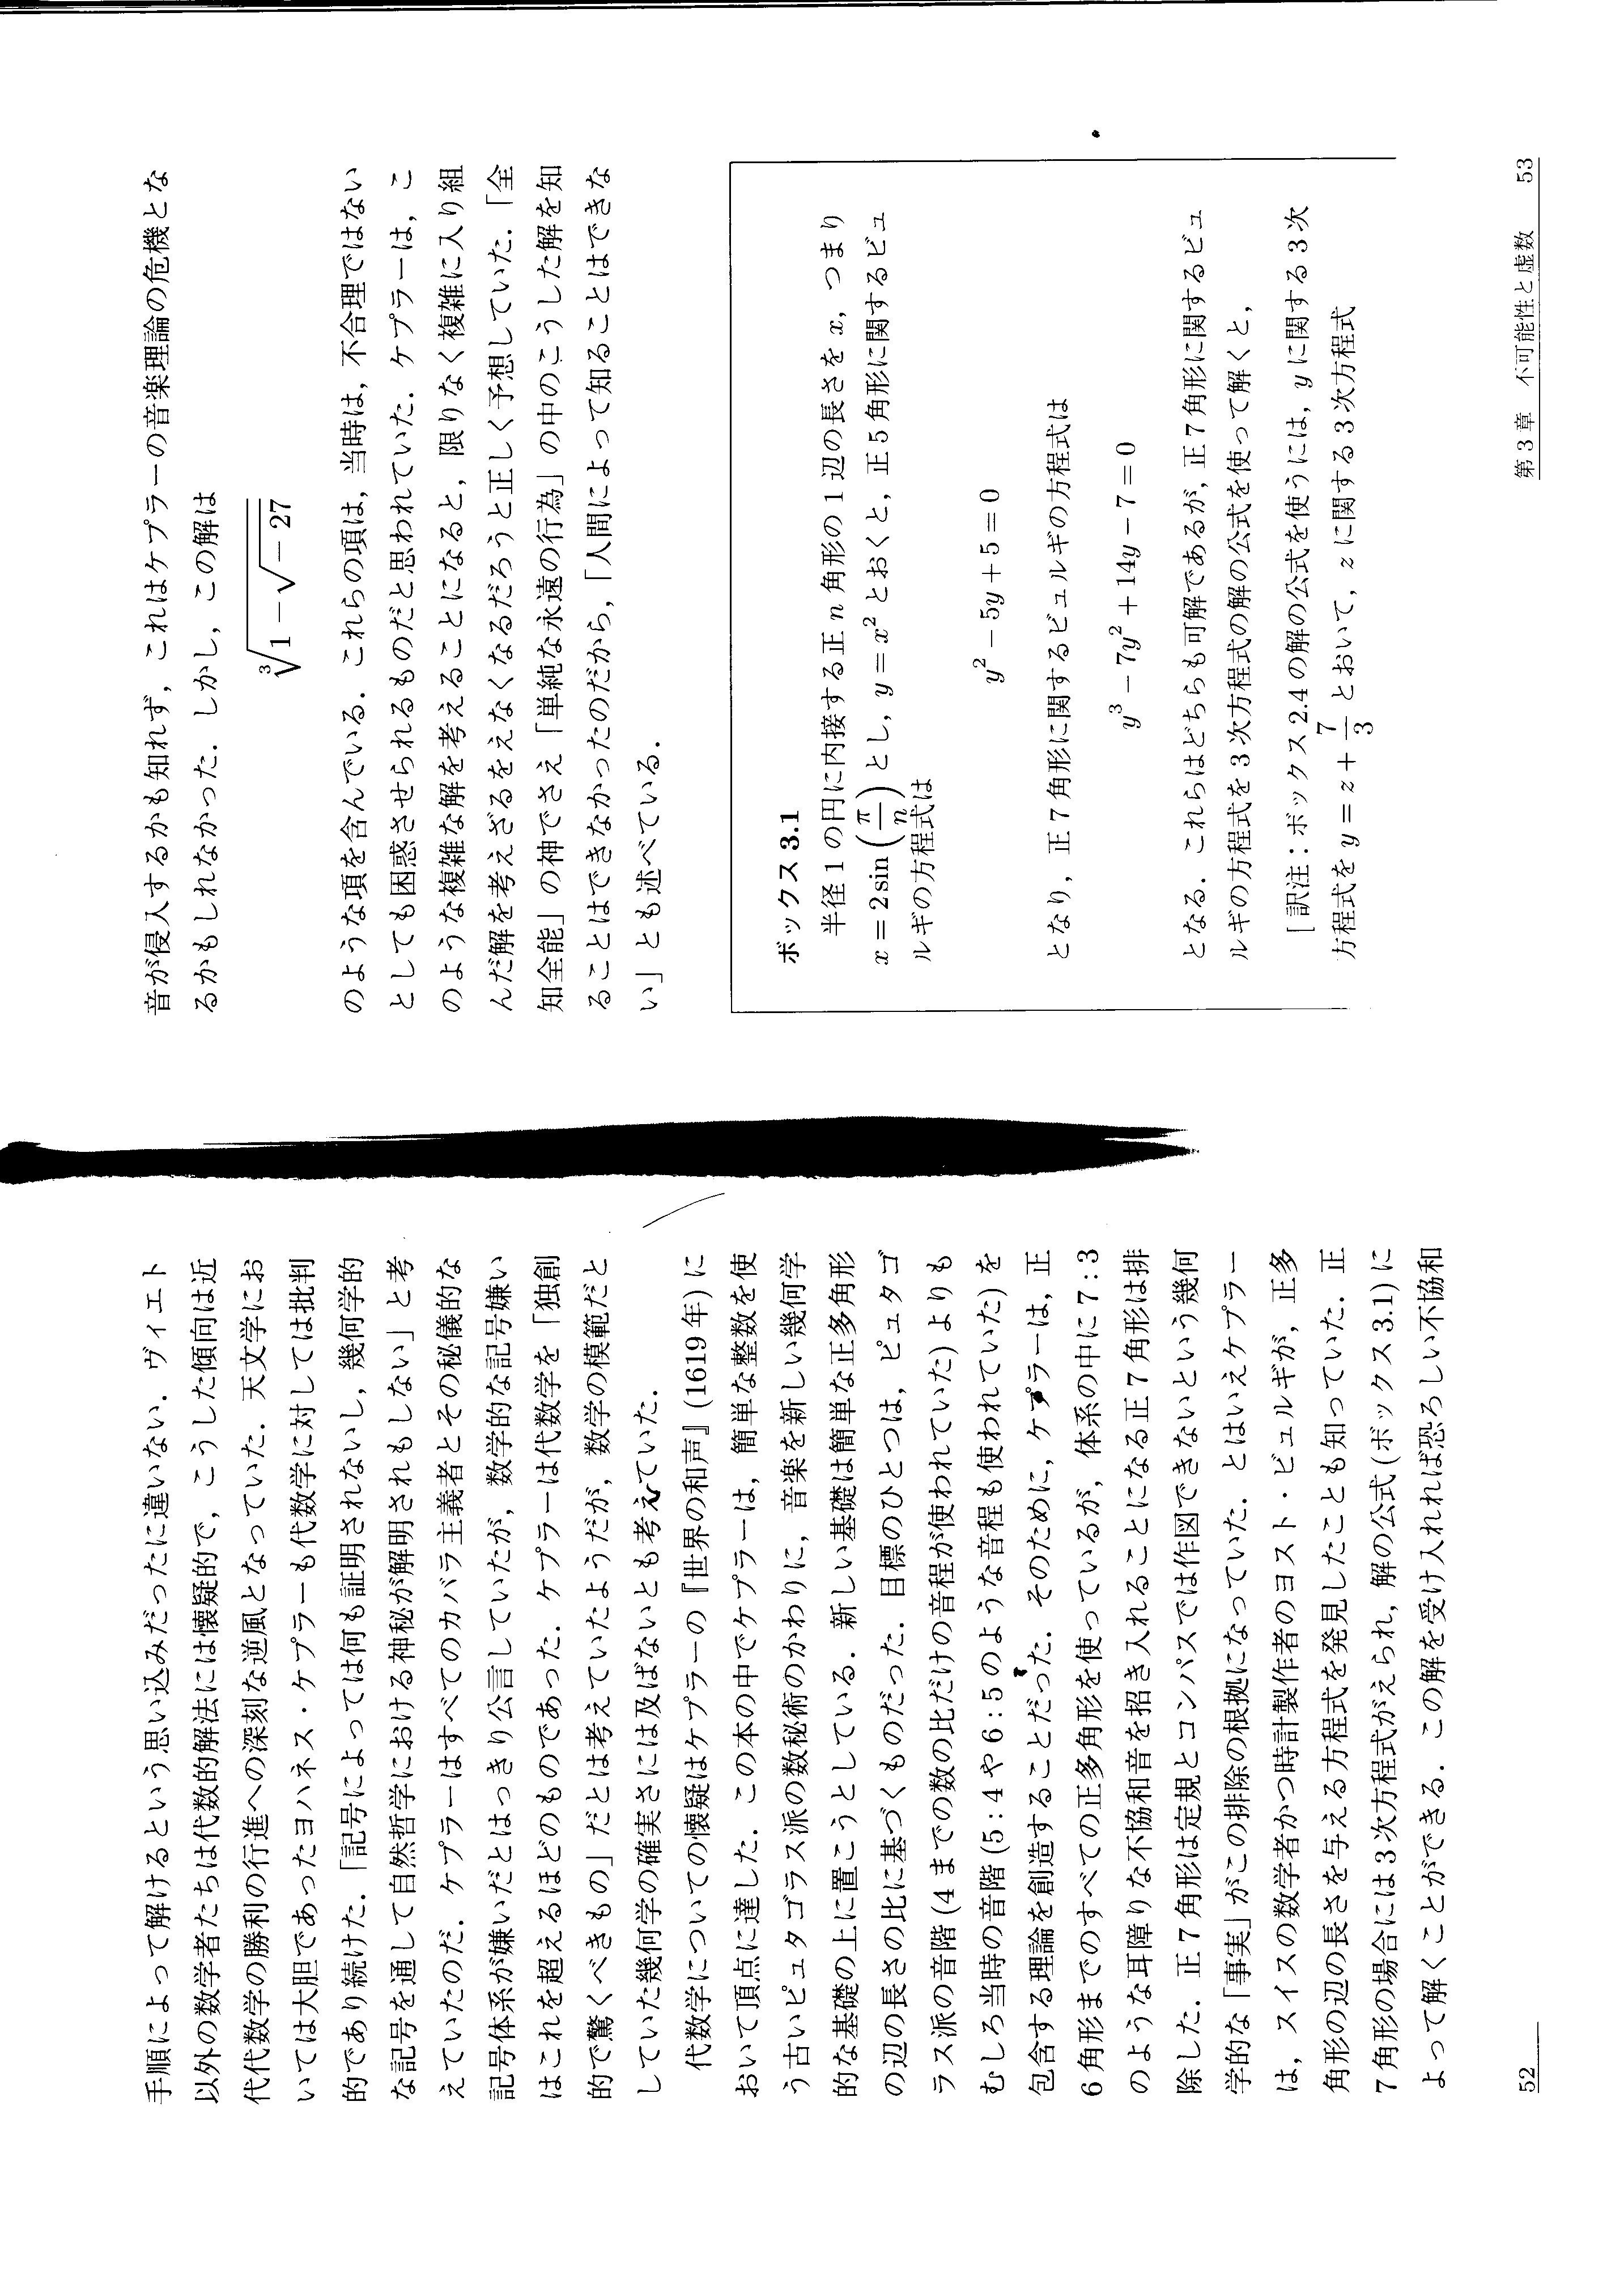 手順によって解けるという思い込みだったに違いない．ヴィエト
以外の数学者たちは代数的解法には懐疑的で，こうした傾向は近
代代数学の勝利の行進への深刻な逆風となっていた．天文学にお
いては大胆であったヨハネス・ケプラーも代数学に対しては批判
的であり続けた．「記号によっては何も証明されないし，幾何学的
な記号を通して自然哲学における神秘が解明されもしない」と考
えていたのだ．ケプラーはすべてのカバラ主義者とその秘儀的な
記号体系が嫌いだとはっきり公言していたが，数学的な記号嫌い
はこれを超えるほどのものであった．ケプラーは代数学を「独創
的で驚くべきもの」だとは考えていたようだが，数学の模範だと
していた幾何学の確実さには及ばないとも考えていた．
代数学についての懐疑はケプラーの『世界の和声』(1619 年) に
おいて頂点に達した．この本の中でケプラーは，簡単な整数を使
う古いピュタゴラス派の数秘術のかわりに，音楽を新しい幾何学
的な基礎の上に置こうとしている．新しい基礎は簡単な正多角形
の辺の長さの比に基づくものだった．目標のひとつは，ピュタゴ
ラス派の音階 (4 までの数の比だけの音程が使われていた) よりも
むしろ当時の音階 (5 : 4 や 6 : 5 のような音程も使われていた) を
包含する理論を創造することだった．そのために，ケプラーは，正
6 角形までのすべての正多角形を使っているが，体系の中に 7 : 3
のような耳障りな不協和音を招き入れることになる正 7 角形は排
除した．正 7 角形は定規とコンパスでは作図できないという幾何
学的な「事実」がこの排除の根拠になっていた．とはいえケプラー
は，スイスの数学者かつ時計製作者のヨスト・ビュルギが，正多
角形の辺の長さを与える方程式を発見したことも知っていた．正
7 角形の場合には 3 次方程式がえられ，解の公式 (ボックス 3.1) に
よって解くことができる．この解を受け入れれば恐ろしい不協和
52
音が侵入するかも知れず，これはケプラーの音楽理論の危機とな
るかもしれなかった．しかし，この解は
∛(1 − √−27)
のような項を含んでいる．これらの項は，当時は，不合理ではない
としても困惑させられるものだと思われていた．ケプラーは，こ
のような複雑な解を考えることになると，限りなく複雑に入り組
んだ解を考えざるをえなくなるだろうと正しく予想していた．「全
知全能」の神でさえ「単純な永遠の行為」の中のこうした解を知
ることはできなかったのだから，「人間によって知ることはできな
い」とも述べている．
ボックス 3.1
半径 1 の円に内接する正 n 角形の 1 辺の長さを x，つまり
x = 2 sin (π/n) とし，y = x² とおくと，正 5 角形に関するビュ
ルギの方程式は
y² − 5y + 5 = 0
となり，正 7 角形に関するビュルギの方程式は
y³ − 7y² + 14y − 7 = 0
となる．これらはどちらも可解であるが，正 7 角形に関するビュ
ルギの方程式を 3 次方程式の解の公式を使って解くと，
[訳注：ボックス 2.4 の解の公式を使うには，y に関する 3 次
方程式を y = z + 7/3 とおいて，z に関する 3 次方程式
第 3 章　不可能性と虚数　53